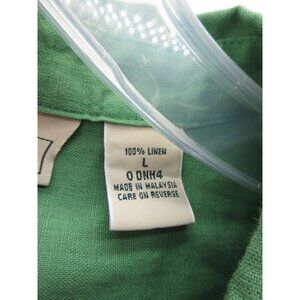 100% LINEN
L
0 DNH4
MADE IN MALAYSIA
CARE ON REVERSE